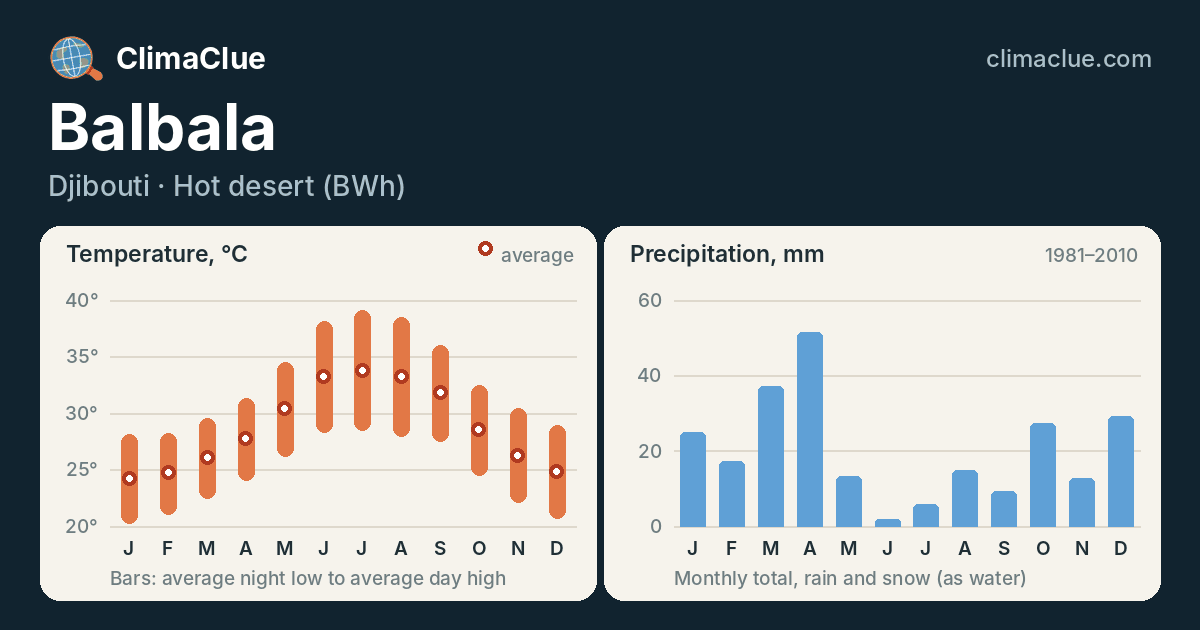 ClimaClue
climaclue.com
Balbala
Djibouti · Hot desert (BWh)
Temperature, °C
average
40°
35°
30°
25°
20°
J F M A M J J A S O N D
Bars: average night low to average day high
Precipitation, mm
1981–2010
60
40
20
0
J F M A M J J A S O N D
Monthly total, rain and snow (as water)